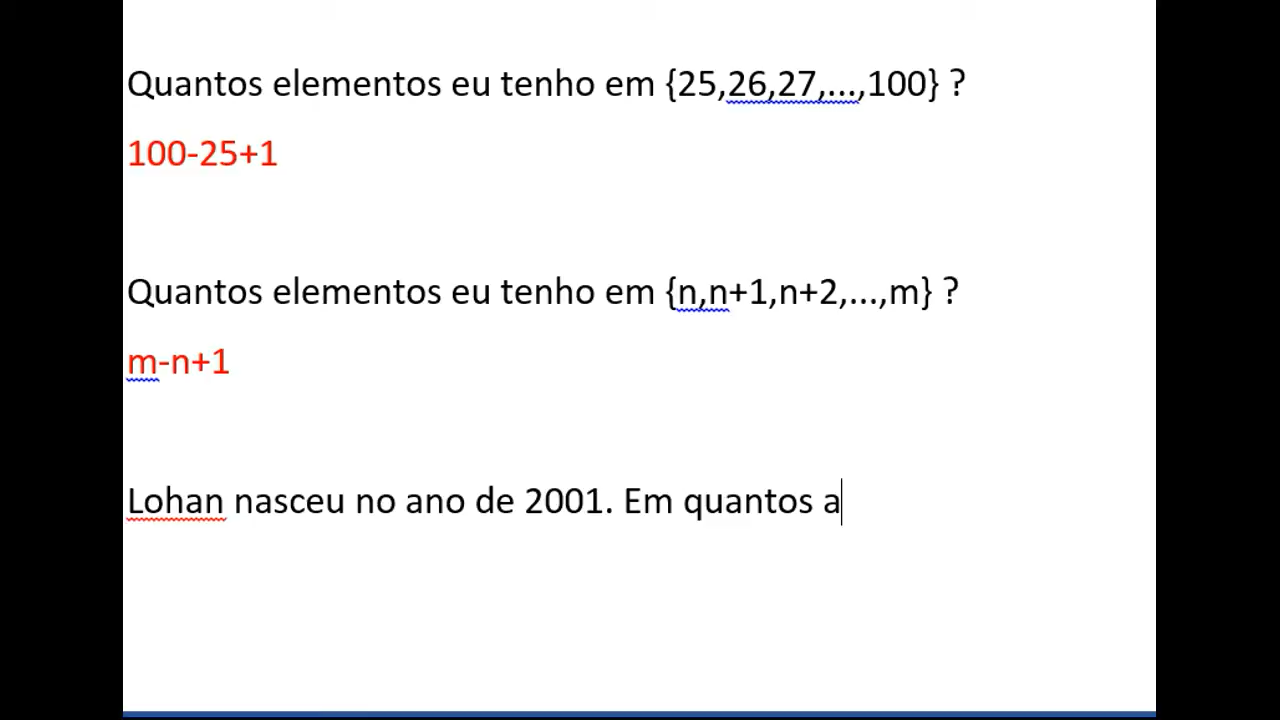 Quantos elementos eu tenho em {25,26,27,...,100} ?
100-25+1
Quantos elementos eu tenho em {n,n+1,n+2,...,m} ?
m-n+1
Lohan nasceu no ano de 2001. Em quantos a